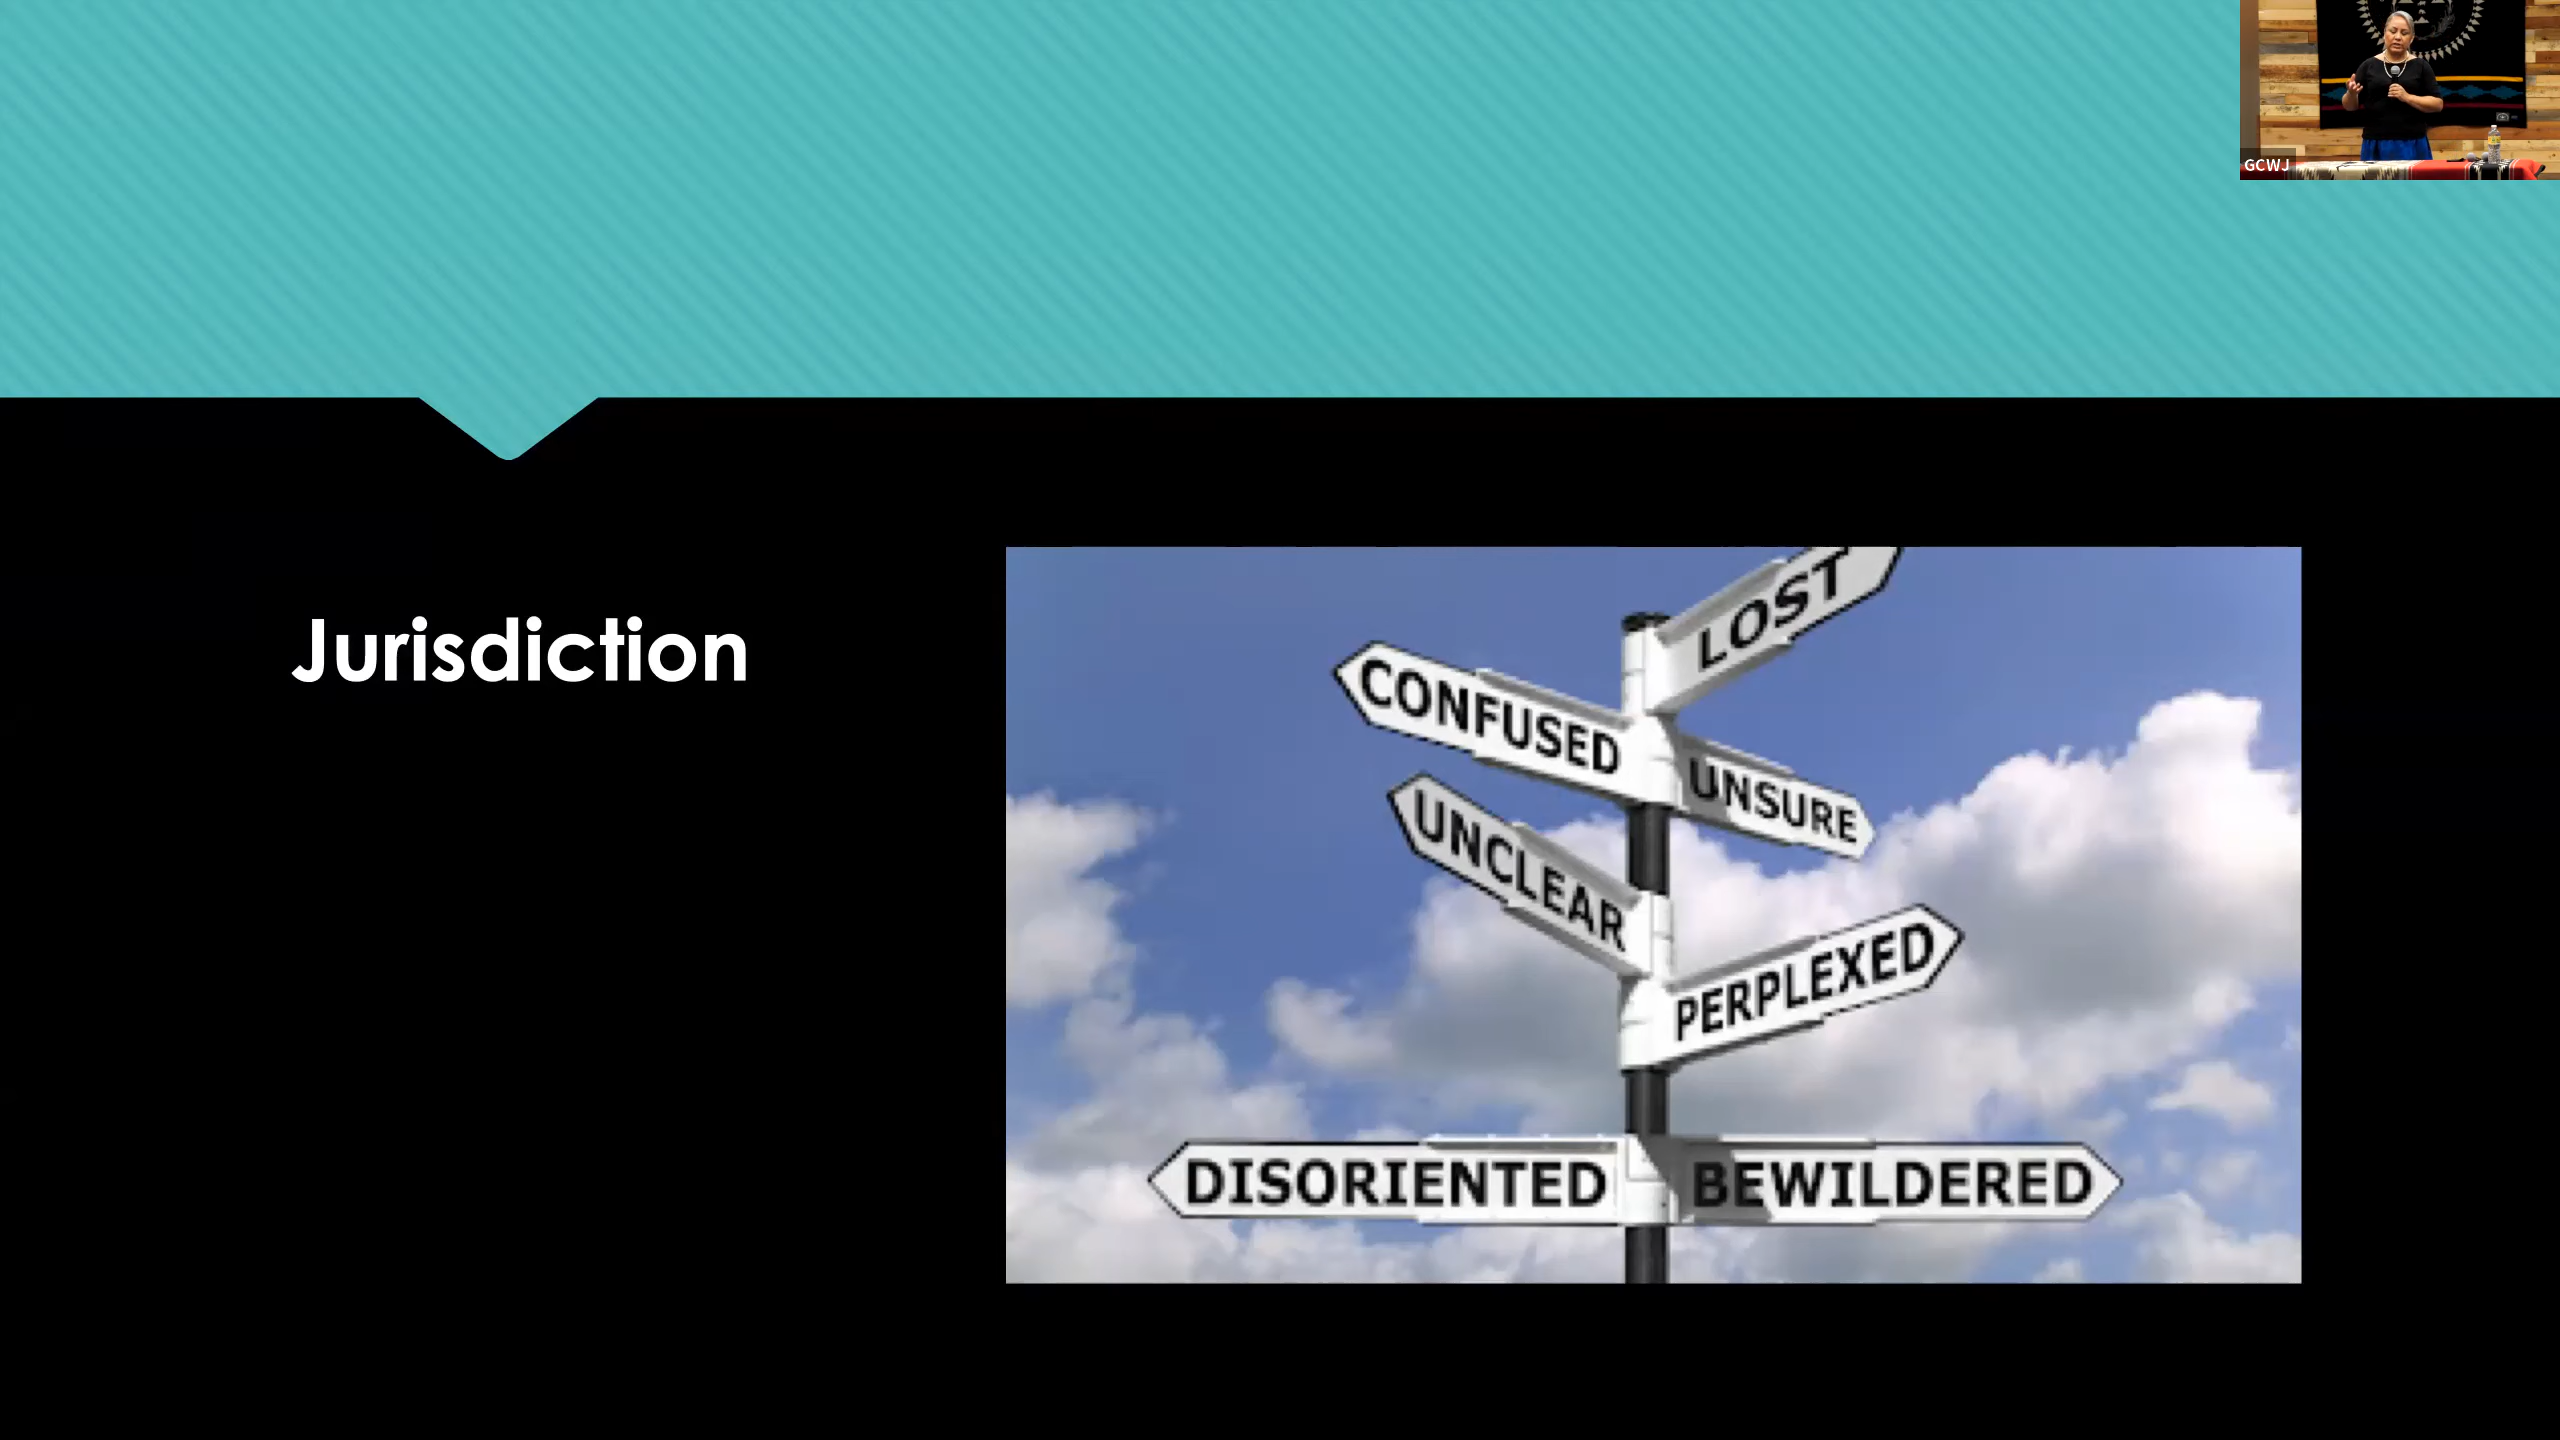 GCWJ
Jurisdiction
LOST
CONFUSED
UNSURE
UNCLEAR
PERPLEXED
DISORIENTED
BEWILDERED